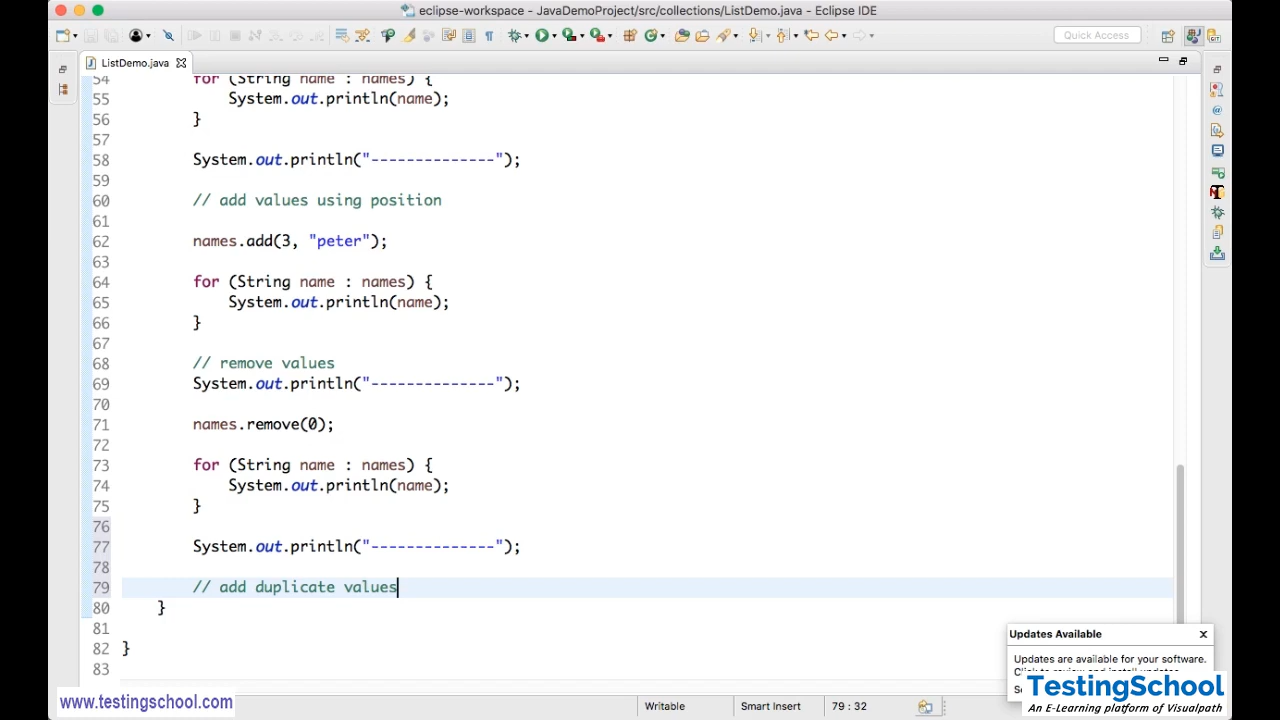 eclipse-workspace - JavaDemoProject/src/collections/ListDemo.java - Eclipse IDE
Quick Access
ListDemo.java
54 for (String name : names) {
55 System.out.println(name);
56 }
57
58 System.out.println("--------------");
59
60 // add values using position
61
62 names.add(3, "peter");
63
64 for (String name : names) {
65 System.out.println(name);
66 }
67
68 // remove values
69 System.out.println("--------------");
70
71 names.remove(0);
72
73 for (String name : names) {
74 System.out.println(name);
75 }
76
77 System.out.println("--------------");
78
79 // add duplicate values
80 }
81
82 }
83
Updates Available
Updates are available for your software.
www.testingschool.com
Writable
Smart Insert
79 : 32
TestingSchool
An E-Learning platform of Visualpath